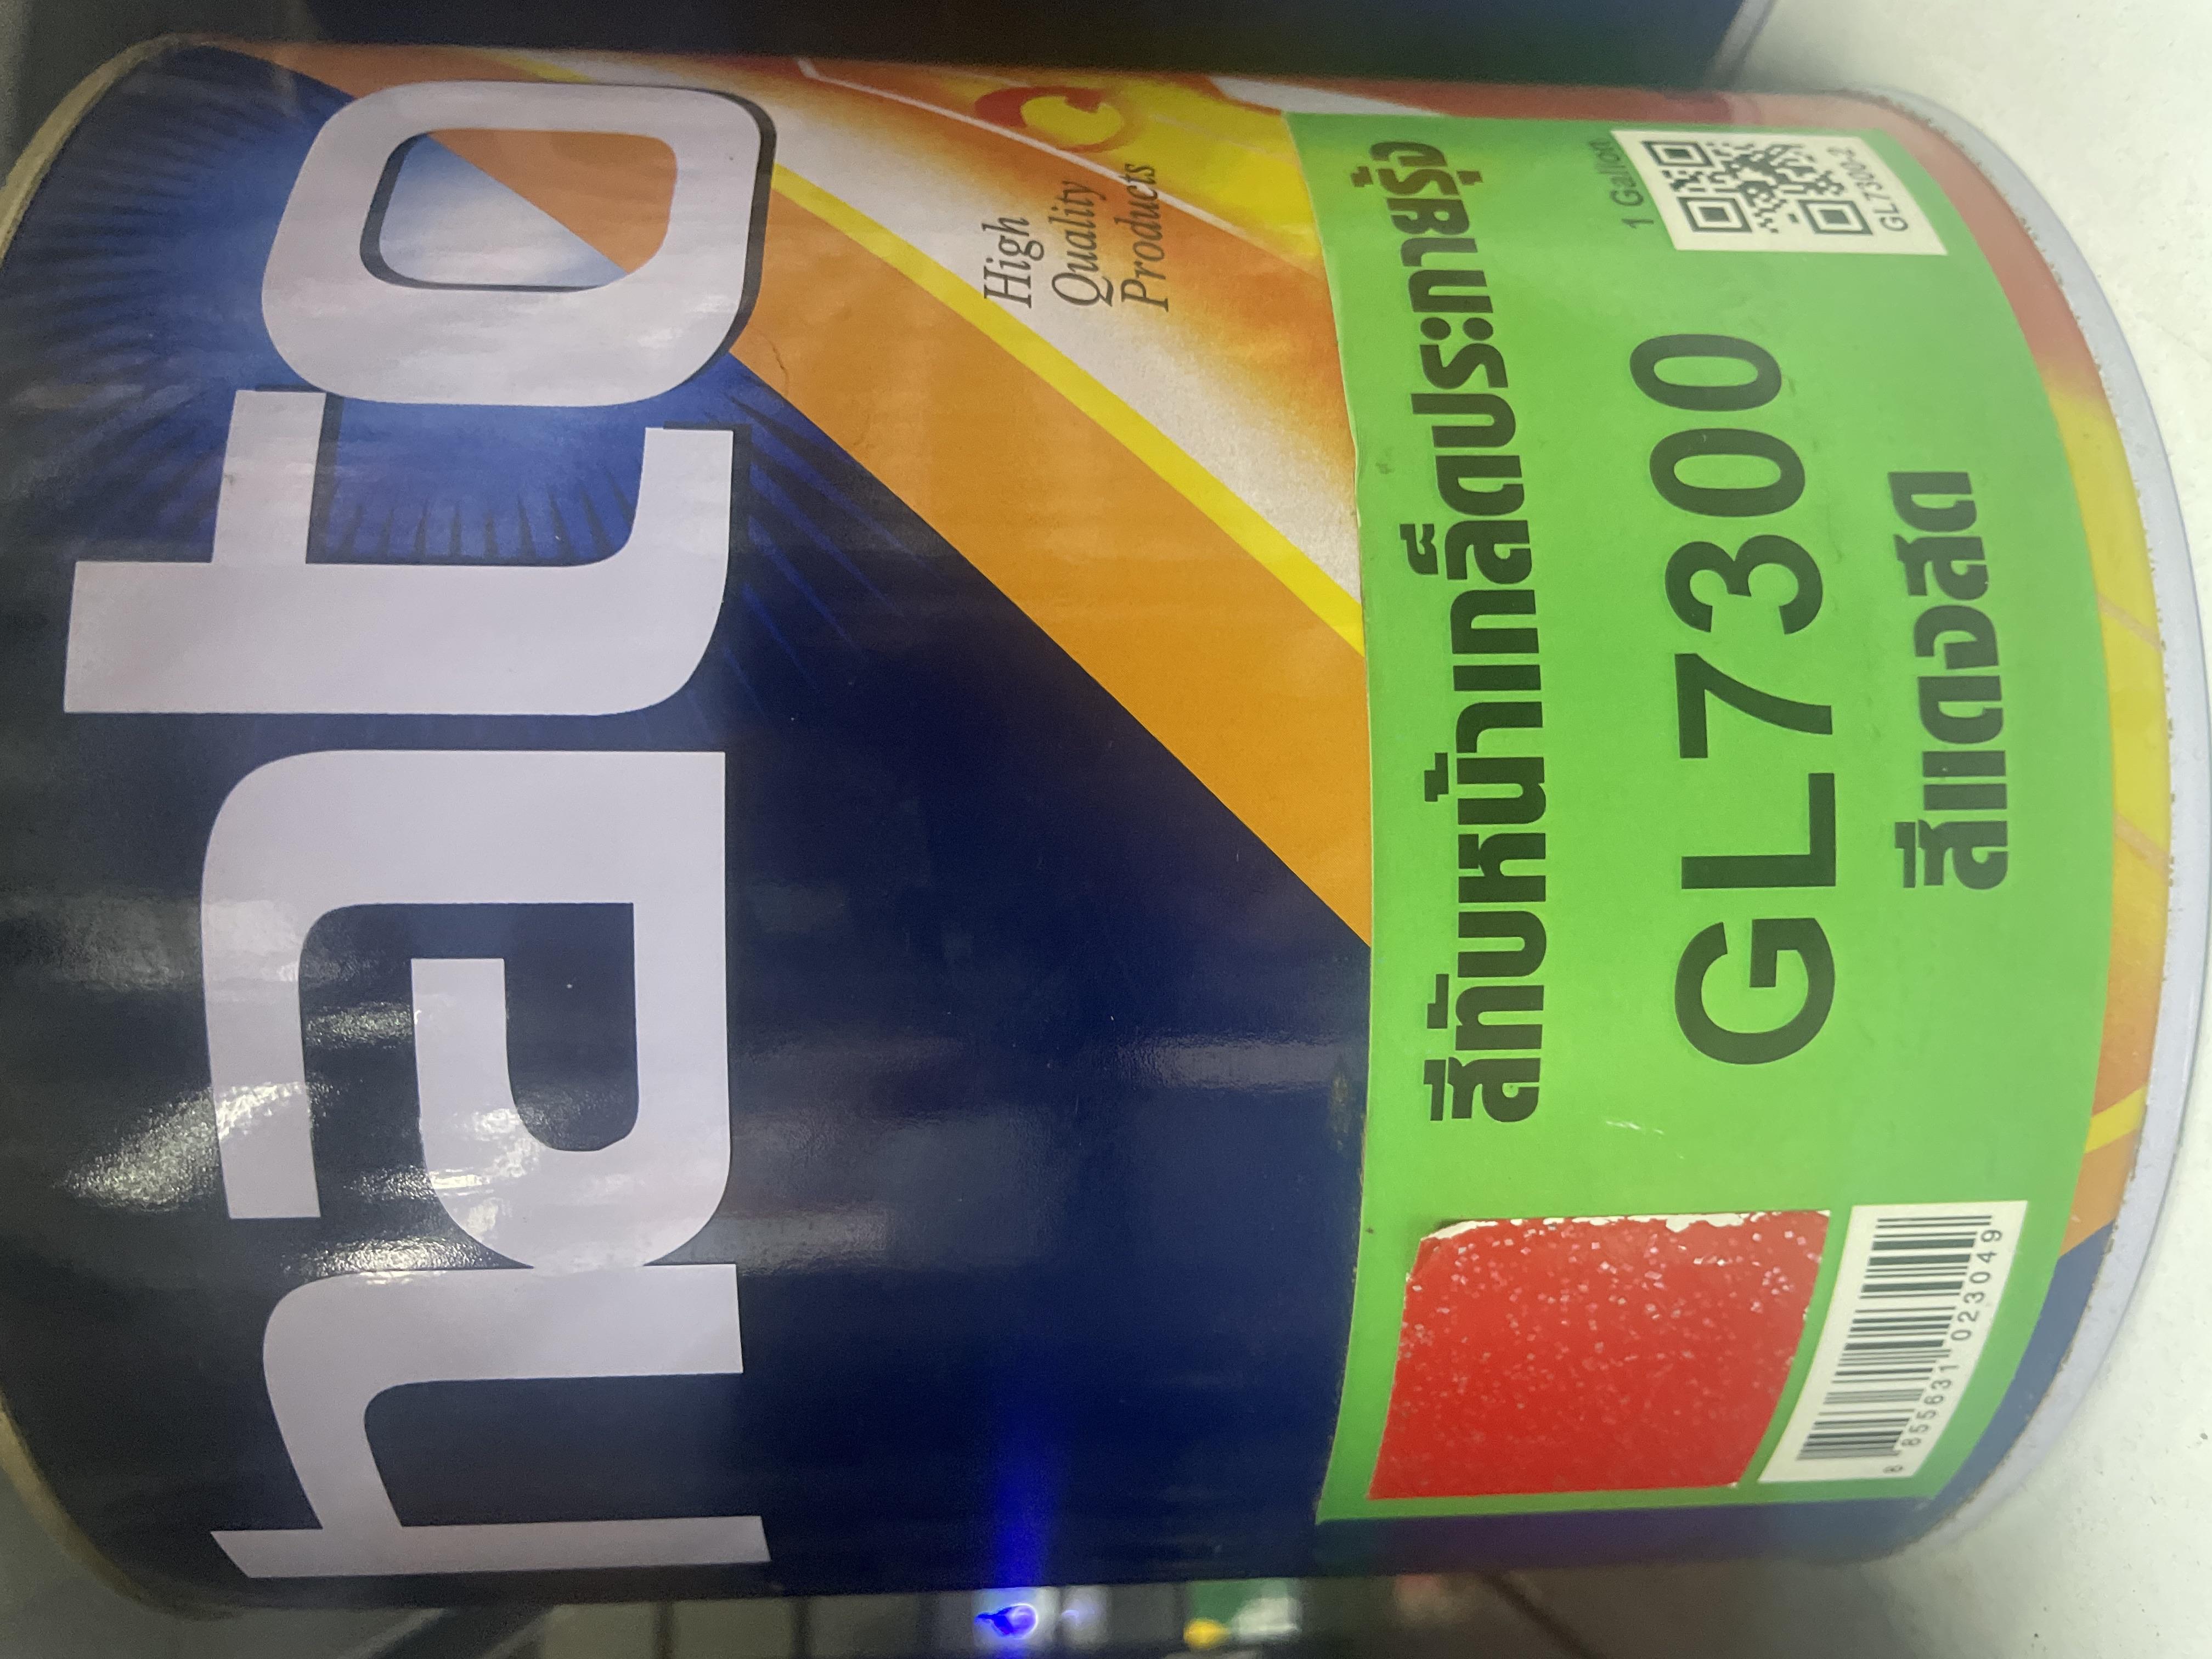 hato
High
Quality
Products
สีทับหน้าเกล็ดประกายรุ้ง
1 Gallon
GL7300
GL7300-2
สีแดงสด
8 855631 023049